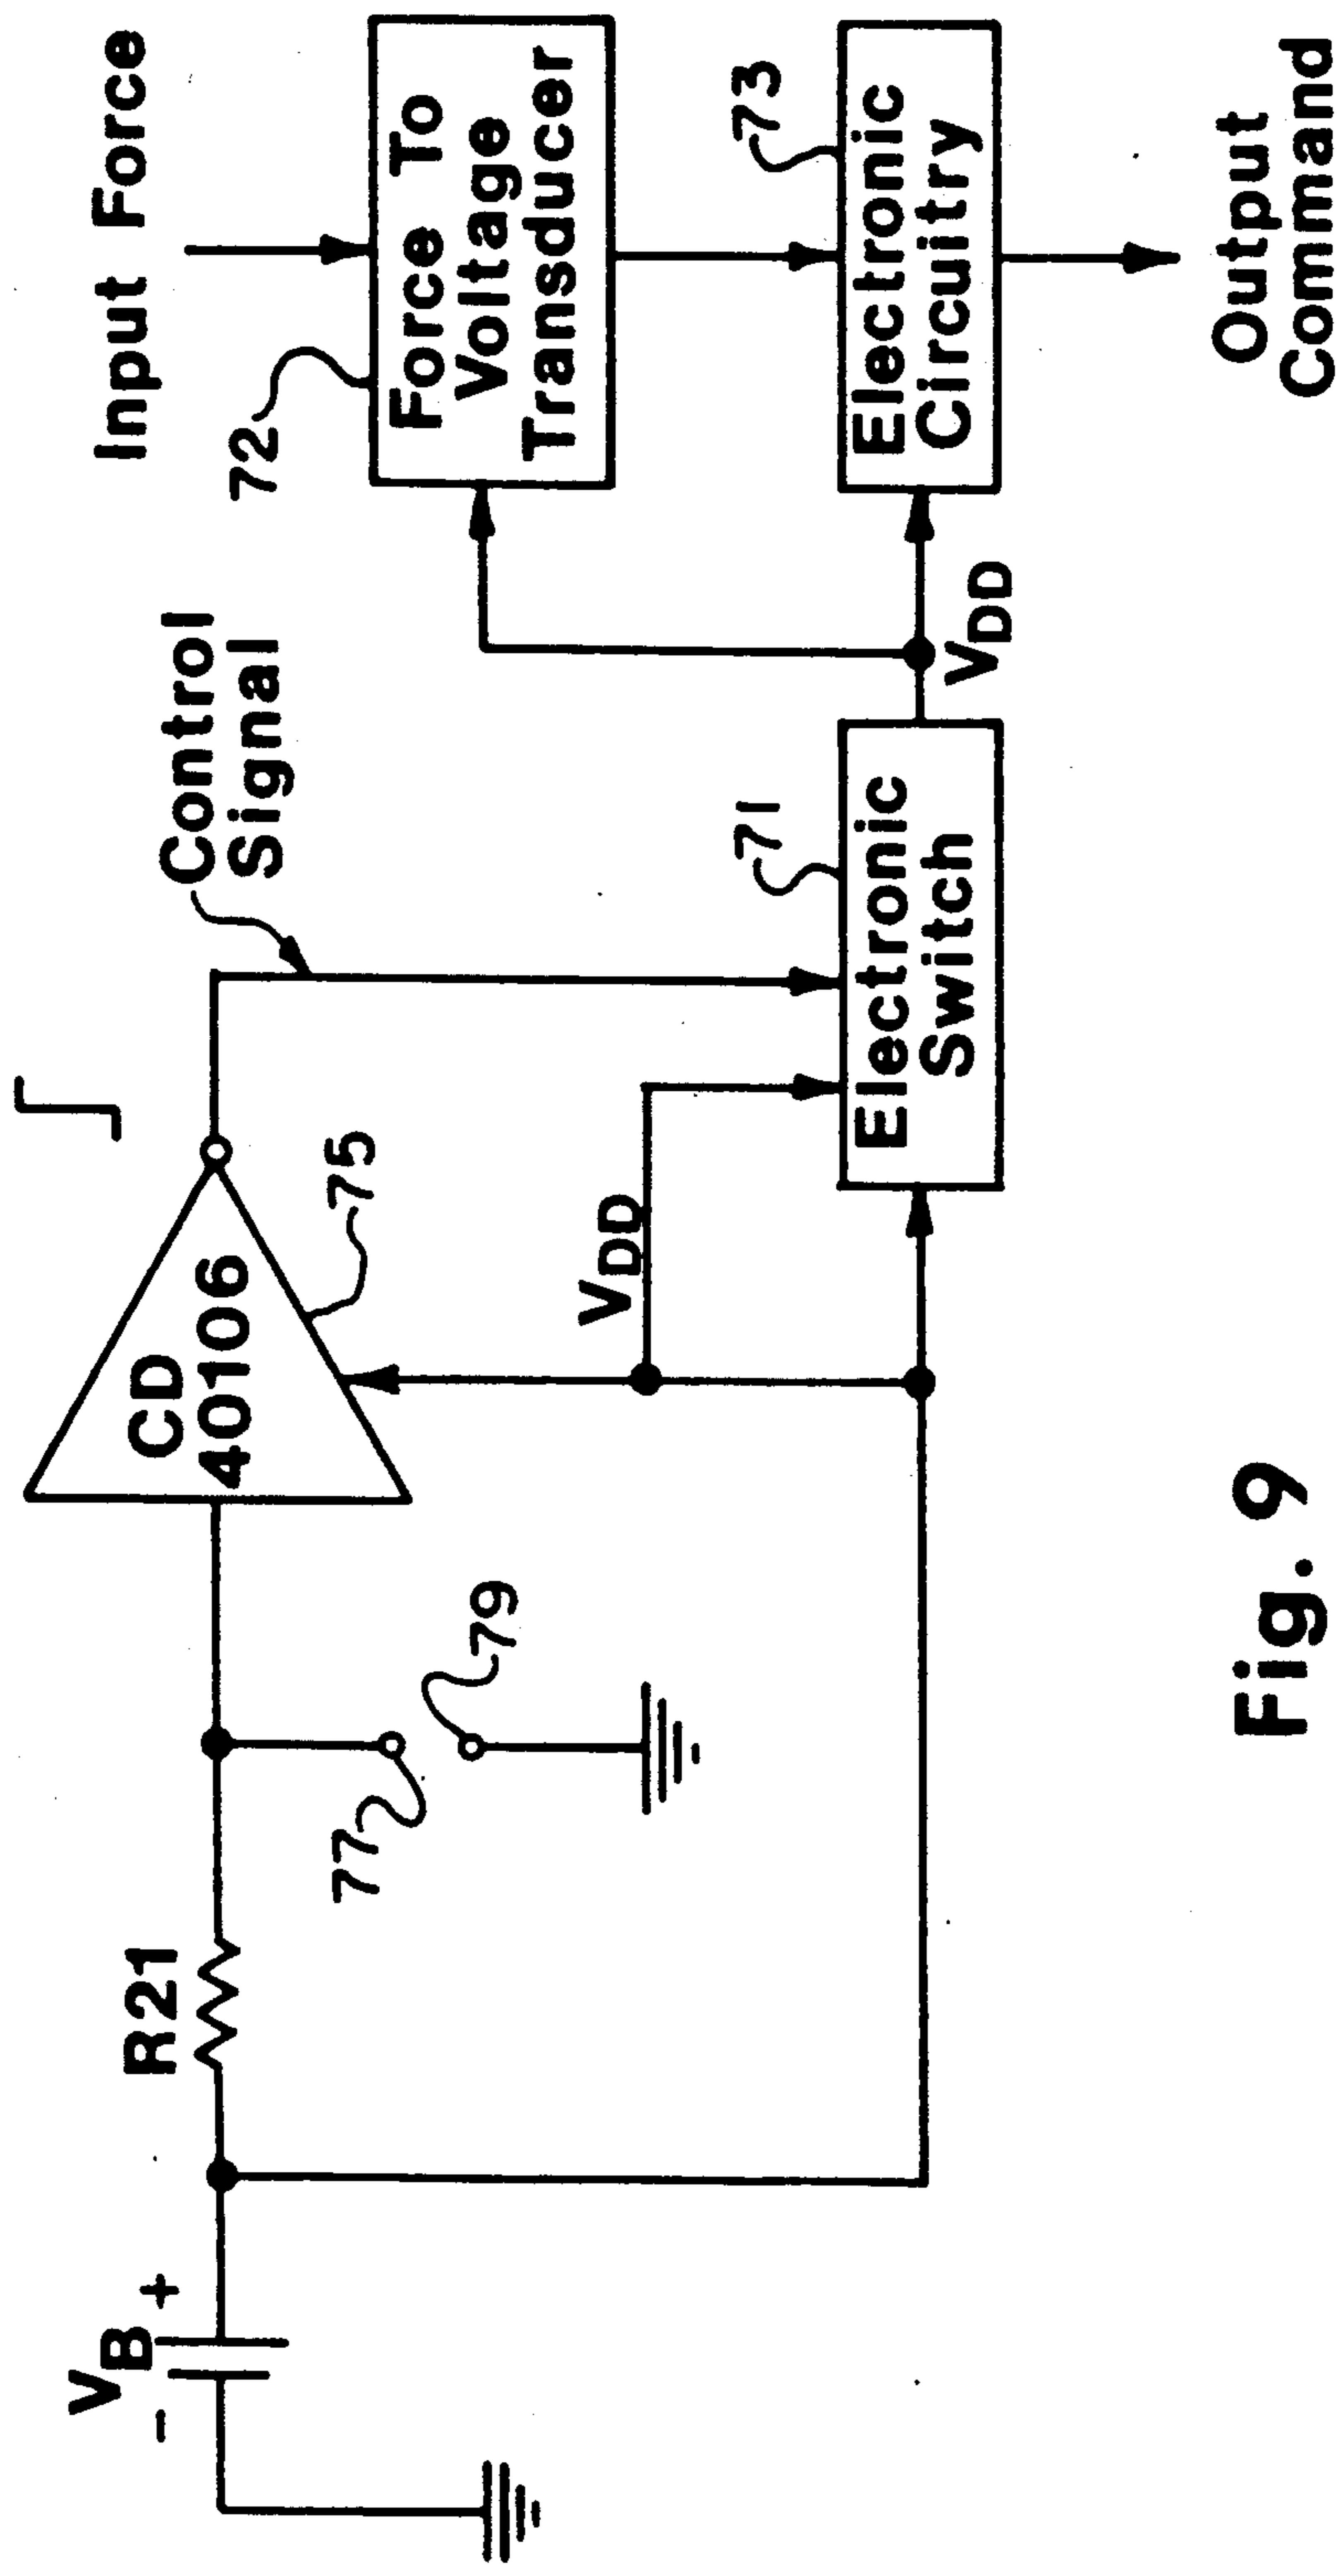 VB
-
+
R21
77
79
CD
40106
75
Control
Signal
VDD
Electronic
Switch
71
VDD
Input Force
72
Force To
Voltage
Transducer
73
Electronic
Circuitry
Output
Command
Fig. 9